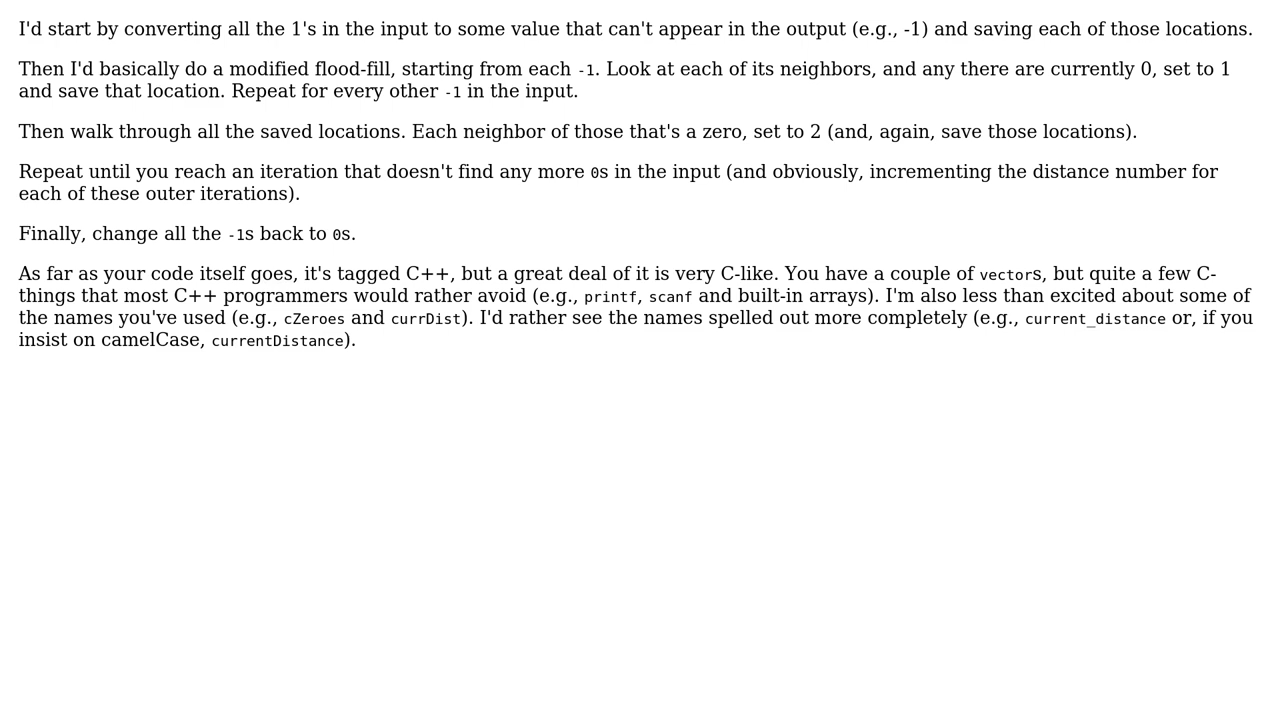 I'd start by converting all the 1's in the input to some value that can't appear in the output (e.g., -1) and saving each of those locations.
Then I'd basically do a modified flood-fill, starting from each -1. Look at each of its neighbors, and any there are currently 0, set to 1
and save that location. Repeat for every other -1 in the input.
Then walk through all the saved locations. Each neighbor of those that's a zero, set to 2 (and, again, save those locations).
Repeat until you reach an iteration that doesn't find any more 0s in the input (and obviously, incrementing the distance number for
each of these outer iterations).
Finally, change all the -1s back to 0s.
As far as your code itself goes, it's tagged C++, but a great deal of it is very C-like. You have a couple of vectors, but quite a few C-
things that most C++ programmers would rather avoid (e.g., printf, scanf and built-in arrays). I'm also less than excited about some of
the names you've used (e.g., cZeroes and currDist). I'd rather see the names spelled out more completely (e.g., current_distance or, if you
insist on camelCase, currentDistance).